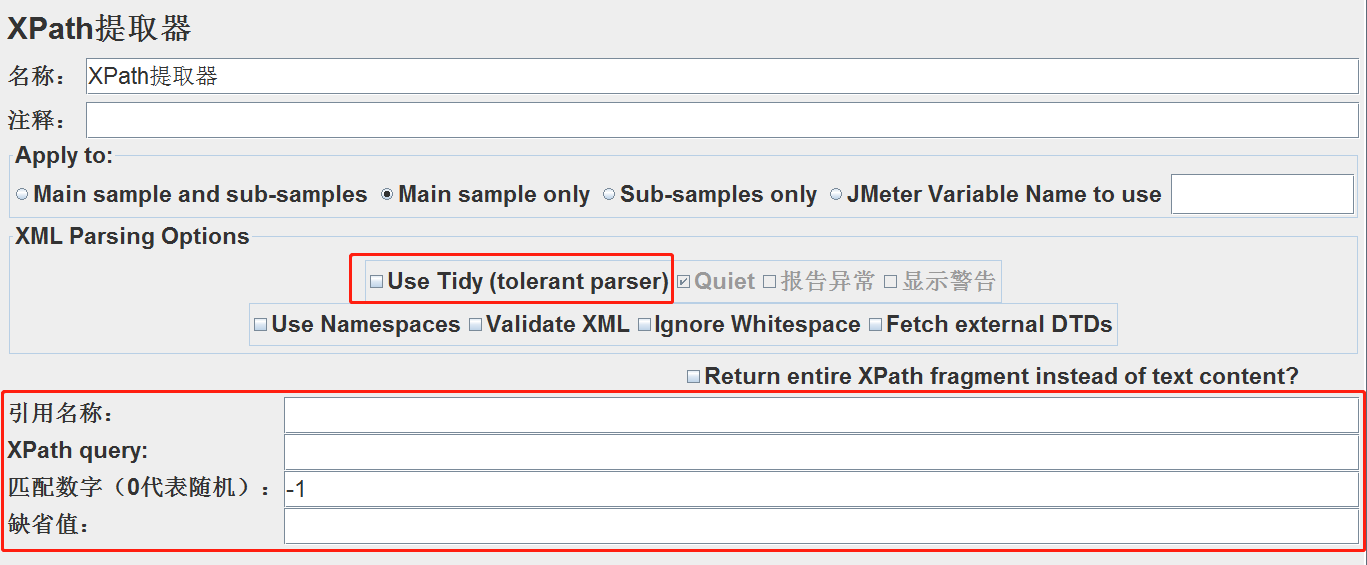 XPath提取器
名称： XPath提取器
注释：
Apply to:
Main sample and sub-samples Main sample only Sub-samples only JMeter Variable Name to use
XML Parsing Options
Use Tidy (tolerant parser) Quiet 报告异常 显示警告
Use Namespaces Validate XML Ignore Whitespace Fetch external DTDs
Return entire XPath fragment instead of text content?
引用名称：
XPath query:
匹配数字（0代表随机）： -1
缺省值：